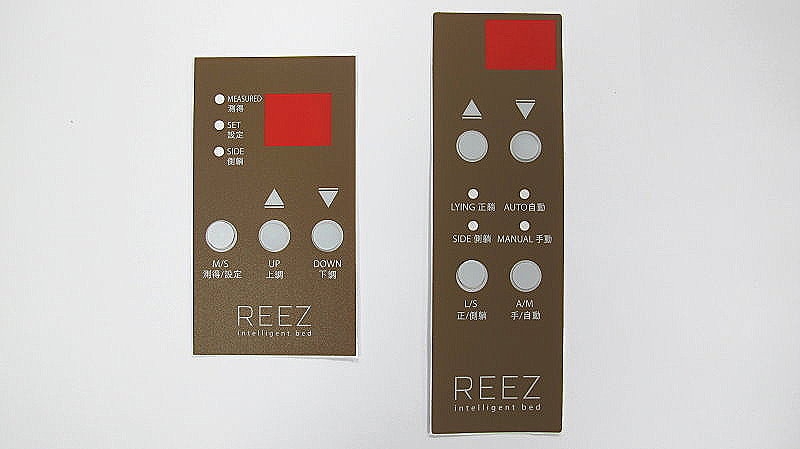 MEASURED
測得
SET
設定
SIDE
側躺
M/S
測得/設定
UP
上調
DOWN
下調
REEZ
intelligent bed
LYING 正躺
AUTO自動
SIDE 側躺
MANUAL 手動
L/S
正/側躺
A/M
手/自動
REEZ
intelligent bed